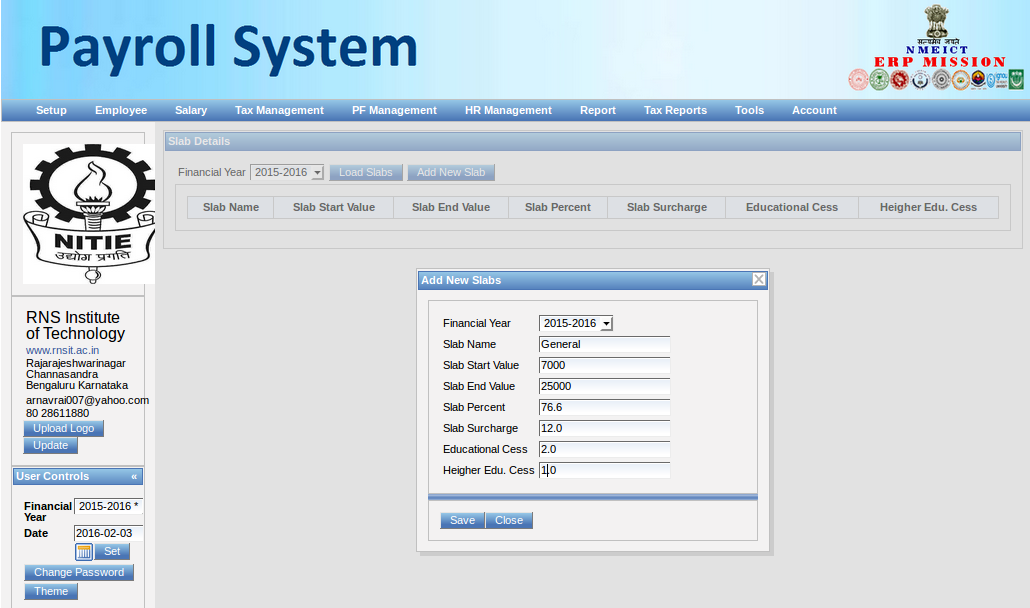 Payroll System
सत्यमेव जयते
NMEICT
ERP MISSION
Setup Employee Salary Tax Management PF Management HR Management Report Tax Reports Tools Account
NITIE
उद्योग प्रगति
RNS Institute
of Technology
www.rnsit.ac.in
Rajarajeshwarinagar
Channasandra
Bengaluru Karnataka
arnavrai007@yahoo.com
80 28611880
Upload Logo
Update
User Controls «
Financial Year 2015-2016 *
Date 2016-02-03
Set
Change Password
Theme
Slab Details
Financial Year 2015-2016 Load Slabs Add New Slab
Slab Name Slab Start Value Slab End Value Slab Percent Slab Surcharge Educational Cess Heigher Edu. Cess
Add New Slabs
Financial Year 2015-2016
Slab Name General
Slab Start Value 7000
Slab End Value 25000
Slab Percent 76.6
Slab Surcharge 12.0
Educational Cess 2.0
Heigher Edu. Cess 1.0
Save Close